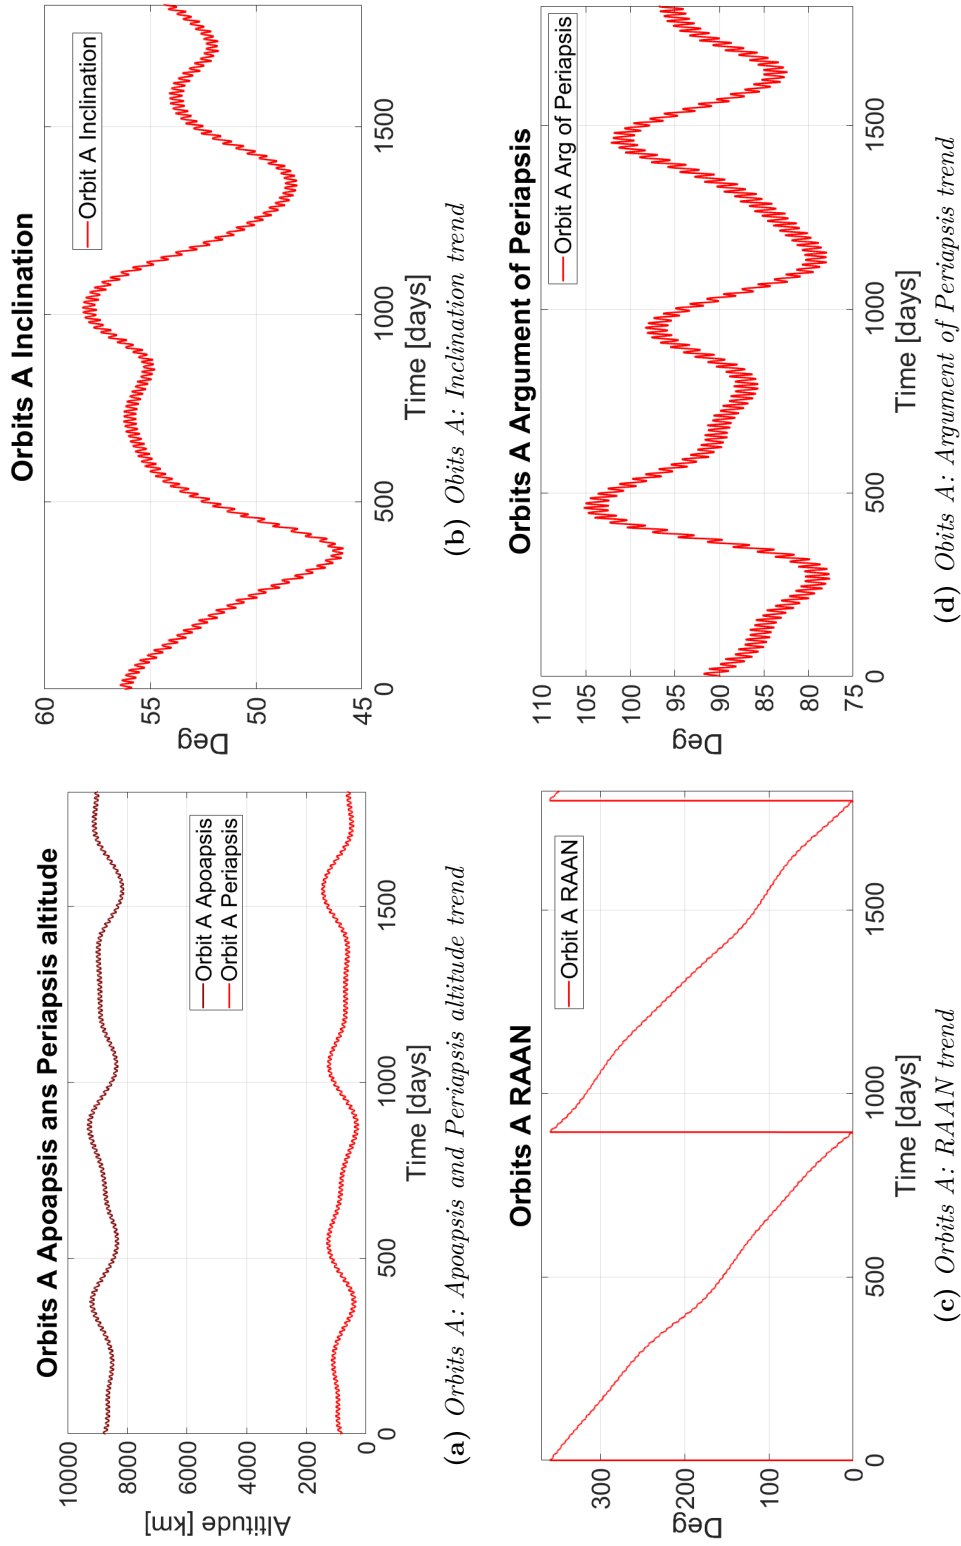 Orbits A Apoapsis ans Periapsis altitude
10000
8000
6000
4000
2000
0
Altitude [km]
Orbit A Apoapsis
Orbit A Periapsis
0
500
1000
1500
Time [days]
(a) Orbits A: Apoapsis and Periapsis altitude trend
Orbits A Inclination
60
55
50
45
Deg
Orbit A Inclination
0
500
1000
1500
Time [days]
(b) Obits A: Inclination trend
Orbits A RAAN
300
200
100
0
Deg
Orbit A RAAN
0
500
1000
1500
Time [days]
(c) Orbits A: RAAN trend
Orbits A Argument of Periapsis
110
105
100
95
90
85
80
75
Deg
Orbit A Arg of Periapsis
0
500
1000
1500
Time [days]
(d) Obits A: Argument of Periapsis trend